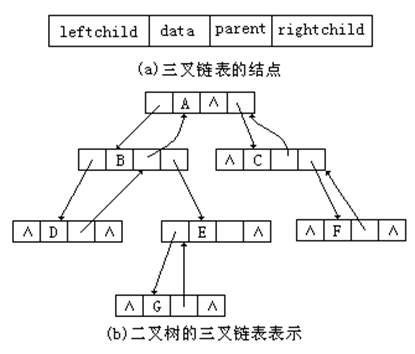 leftchild data parent rightchild
(a)三叉链表的结点
A ∧
B ∧ C
∧ D ∧ E ∧ ∧ F ∧
∧ G ∧
(b)二叉树的三叉链表表示